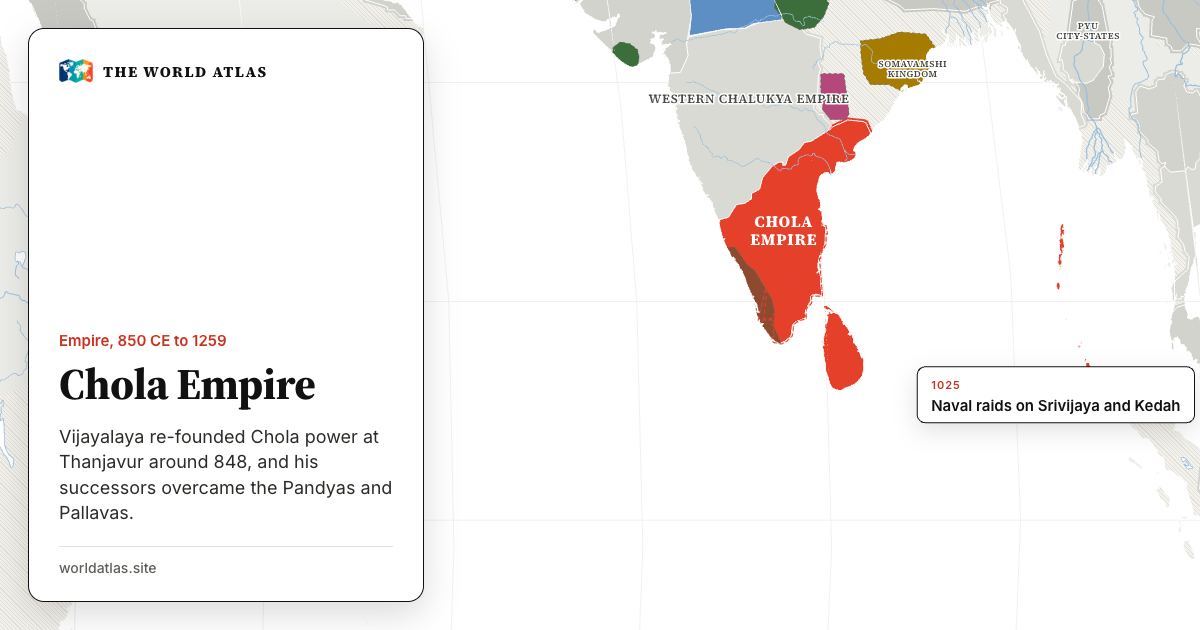 THE WORLD ATLAS
Empire, 850 CE to 1259
Chola Empire
Vijayalaya re-founded Chola power at
Thanjavur around 848, and his
successors overcame the Pandyas and
Pallavas.
worldatlas.site
PYU
CITY-STATES
SOMAVAMSHI
KINGDOM
WESTERN CHALUKYA EMPIRE
CHOLA
EMPIRE
1025
Naval raids on Srivijaya and Kedah